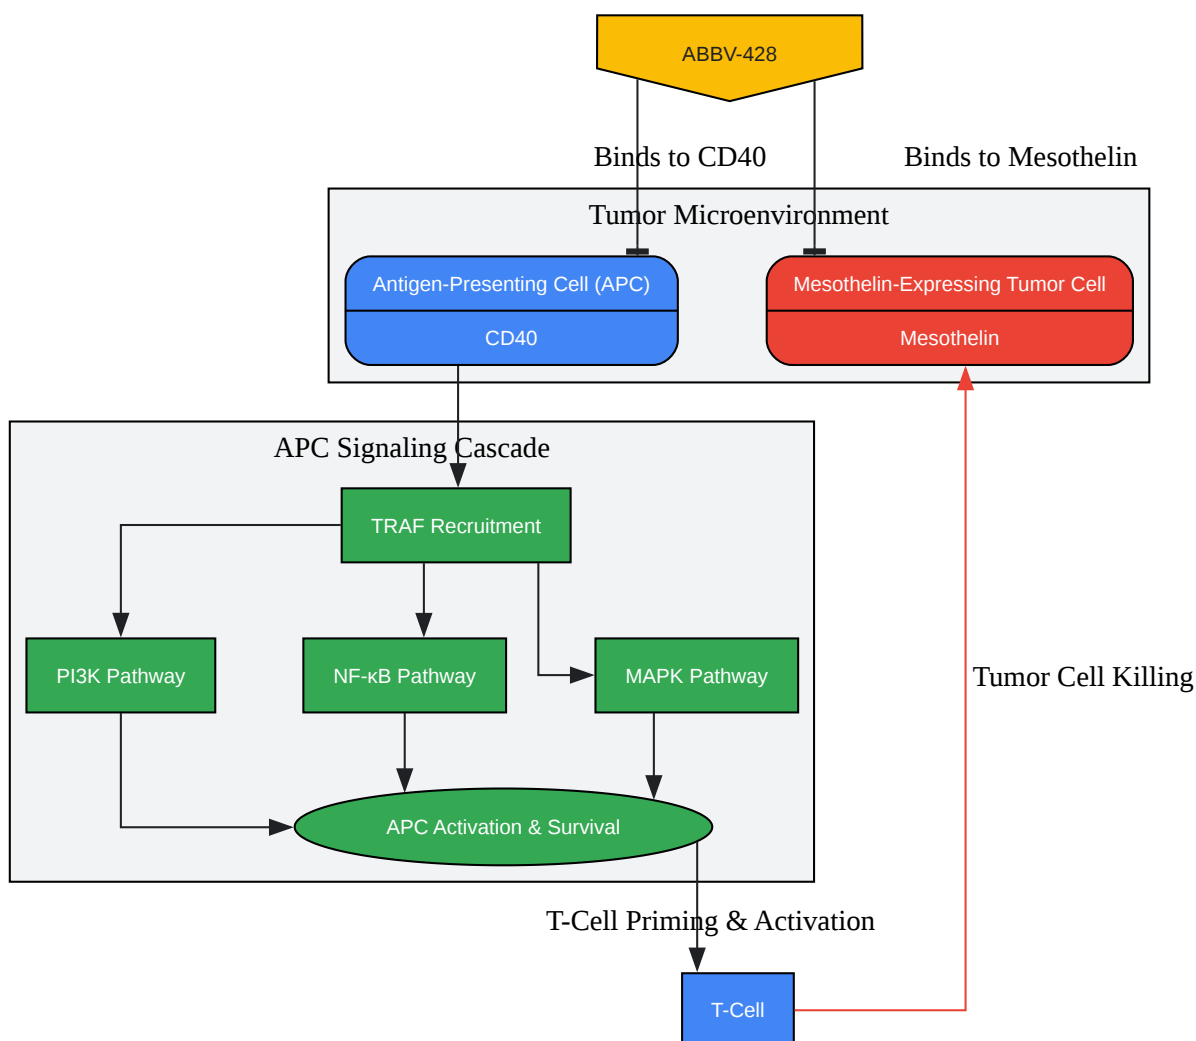 ABBV-428
Binds to CD40
Binds to Mesothelin
Tumor Microenvironment
Antigen-Presenting Cell (APC)
CD40
Mesothelin-Expressing Tumor Cell
Mesothelin
APC Signaling Cascade
TRAF Recruitment
PI3K Pathway
NF-κB Pathway
MAPK Pathway
Tumor Cell Killing
APC Activation & Survival
T-Cell Priming & Activation
T-Cell